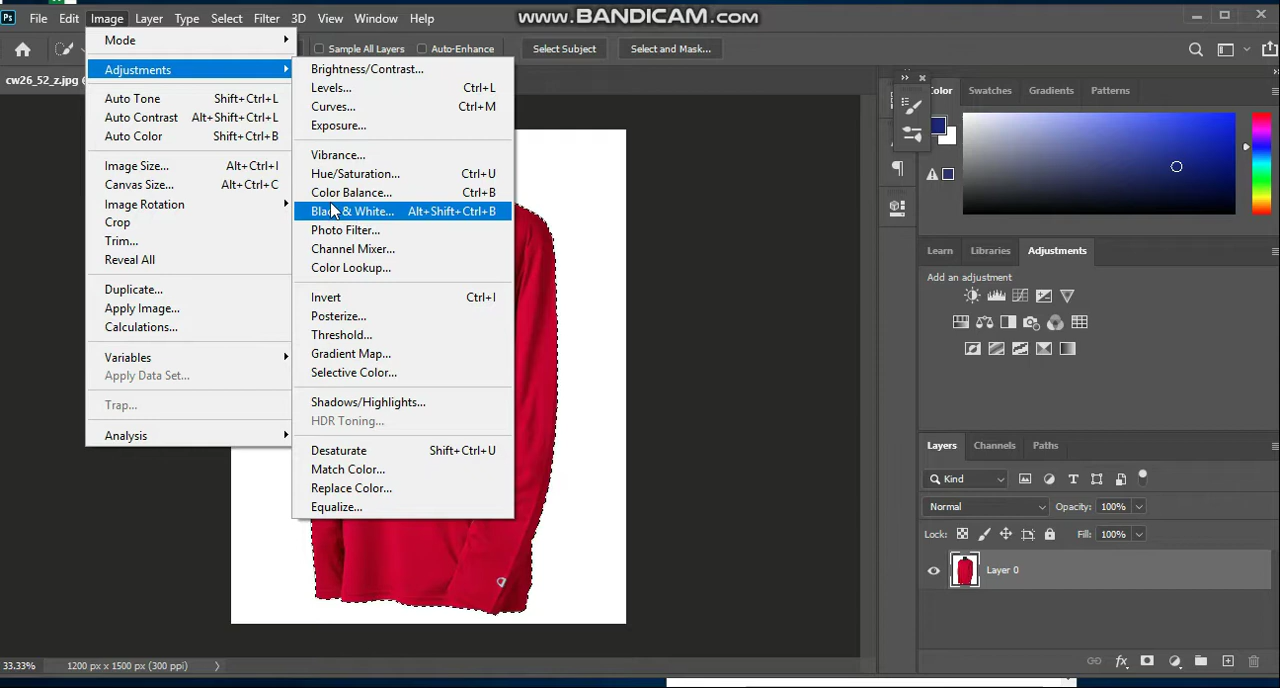 File Edit Image Layer Type Select Filter 3D View Window Help
www.BANDICAM.com
Sample All Layers Auto-Enhance Select Subject Select and Mask...
cw26_52_z.jpg
Mode
Adjustments
Auto Tone Shift+Ctrl+L
Auto Contrast Alt+Shift+Ctrl+L
Auto Color Shift+Ctrl+B
Image Size... Alt+Ctrl+I
Canvas Size... Alt+Ctrl+C
Image Rotation
Crop
Trim...
Reveal All
Duplicate...
Apply Image...
Calculations...
Variables
Apply Data Set...
Trap...
Analysis
Brightness/Contrast...
Levels... Ctrl+L
Curves... Ctrl+M
Exposure...
Vibrance...
Hue/Saturation... Ctrl+U
Color Balance... Ctrl+B
Black & White... Alt+Shift+Ctrl+B
Photo Filter...
Channel Mixer...
Color Lookup...
Invert Ctrl+I
Posterize...
Threshold...
Gradient Map...
Selective Color...
Shadows/Highlights...
HDR Toning...
Desaturate Shift+Ctrl+U
Match Color...
Replace Color...
Equalize...
Color Swatches Gradients Patterns
Learn Libraries Adjustments
Add an adjustment
Layers Channels Paths
Kind
Normal Opacity: 100%
Lock: Fill: 100%
Layer 0
33.33% 1200 px x 1500 px (300 ppi)